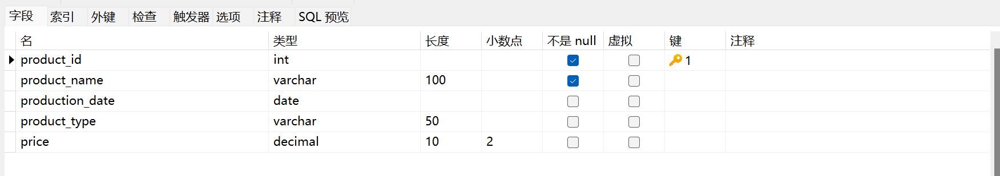 字段 索引 外键 检查 触发器 选项 注释 SQL 预览
名 类型 长度 小数点 不是 null 虚拟 键 注释
product_id int 1
product_name varchar 100
production_date date
product_type varchar 50
price decimal 10 2